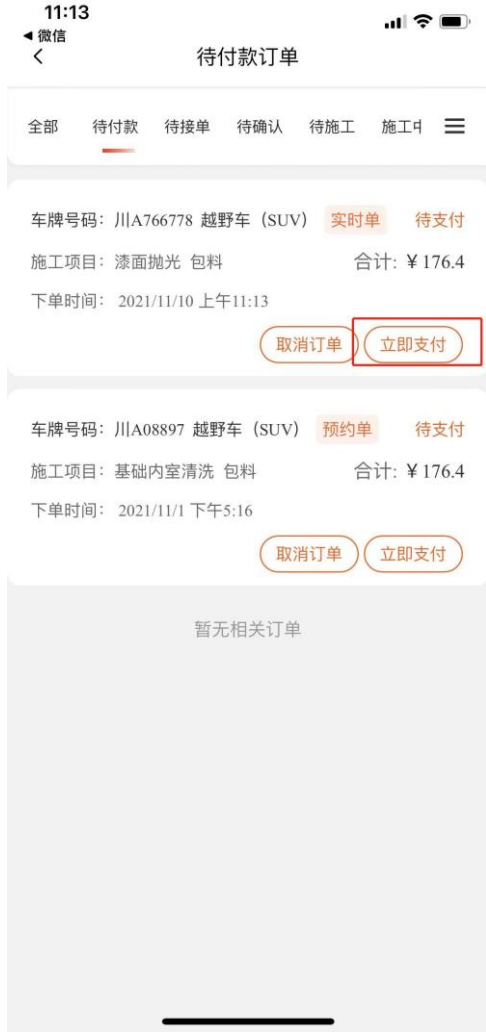 11:13
◀ 微信
待付款订单
全部 待付款 待接单 待确认 待施工 施工中
车牌号码：川A766778 越野车（SUV） 实时单 待支付
施工项目：漆面抛光 包料 合计：¥176.4
下单时间： 2021/11/10 上午11:13
取消订单 立即支付
车牌号码：川A08897 越野车（SUV） 预约单 待支付
施工项目：基础内室清洗 包料 合计：¥176.4
下单时间： 2021/11/1 下午5:16
取消订单 立即支付
暂无相关订单